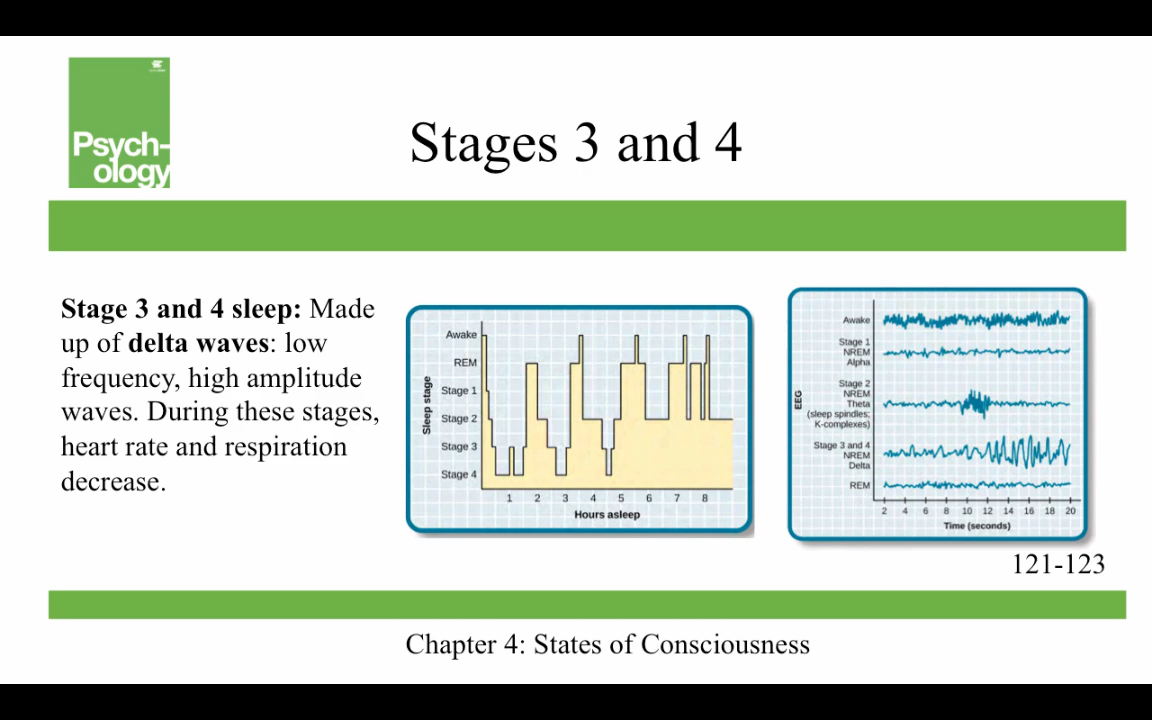 Psych-
ology
Stages 3 and 4
Stage 3 and 4 sleep: Made
up of delta waves: low
frequency, high amplitude
waves. During these stages,
heart rate and respiration
decrease.
Sleep stage
Awake
REM
Stage 1
Stage 2
Stage 3
Stage 4
1 2 3 4 5 6 7 8
Hours asleep
EEG
Awake
Stage 1
NREM
Alpha
Stage 2
NREM
Theta
(sleep spindles;
K-complexes)
Stage 3 and 4
NREM
Delta
REM
2 4 6 8 10 12 14 16 18 20
Time (seconds)
121-123
Chapter 4: States of Consciousness